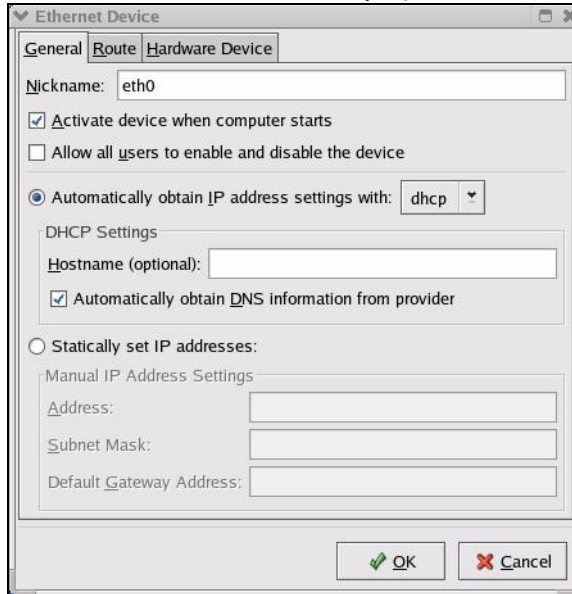 Ethernet Device
General Route Hardware Device
Nickname: eth0
Activate device when computer starts
Allow all users to enable and disable the device
Automatically obtain IP address settings with: dhcp
DHCP Settings
Hostname (optional):
Automatically obtain DNS information from provider
Statically set IP addresses:
Manual IP Address Settings
Address:
Subnet Mask:
Default Gateway Address:
OK Cancel